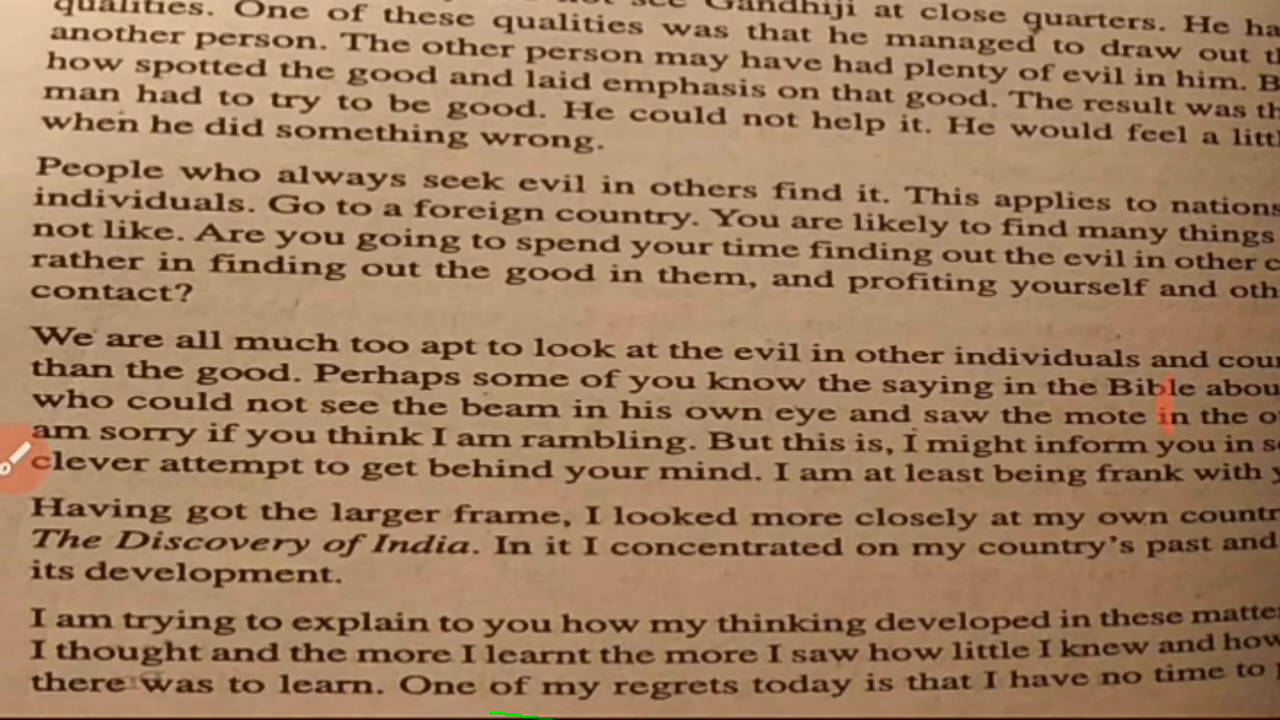 qualities. One of these qualities was that he managed to draw out
another person. The other person may have had plenty of evil in him.
how spotted the good and laid emphasis on that good. The result was
man had to try to be good. He could not help it. He would feel a
when he did something wrong.
People who always seek evil in others find it. This applies to nations
individuals. Go to a foreign country. You are likely to find many things
not like. Are you going to spend your time finding out the evil in other
rather in finding out the good in them, and profiting yourself and
contact?
We are all much too apt to look at the evil in other individuals and
than the good. Perhaps some of you know the saying in the Bible
who could not see the beam in his own eye and saw the mote in the
am sorry if you think I am rambling. But this is, I might inform you in
clever attempt to get behind your mind. I am at least being frank with
Having got the larger frame, I looked more closely at my own
The Discovery of India. In it I concentrated on my country's past and
its development.
I am trying to explain to you how my thinking developed in these
I thought and the more I learnt the more I saw how little I knew and how
there was to learn. One of my regrets today is that I have no time to